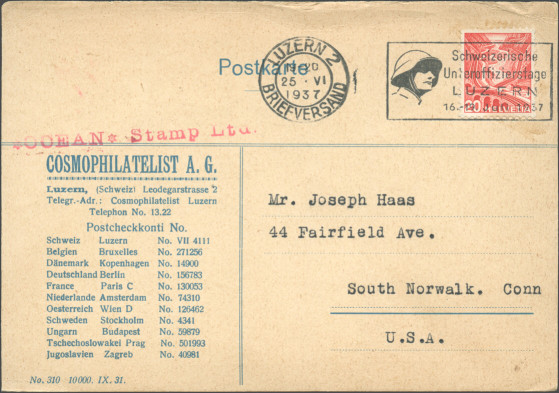 Postkarte
LUZERN 2
25 · VI
1937
BRIEFVERSAND
Schweizerische
Unteroffizierstage
LUZERN
*OCEAN* Stamp Ltd.
COSMOPHILATELIST A. G.
Luzern, (Schweiz) Leodegarstrasse 2
Telegr.-Adr.: Cosmophilatelist Luzern
Telephon No. 13.22
Postcheckkonti No.
Schweiz Luzern No. VII 4111
Belgien Bruxelles No. 271256
Dänemark Kopenhagen No. 14900
Deutschland Berlin No. 156783
France Paris C No. 130053
Niederlande Amsterdam No. 74310
Oesterreich Wien D No. 126462
Schweden Stockholm No. 4341
Ungarn Budapest No. 59879
Tschechoslowakei Prag No. 501993
Jugoslavien Zagreb No. 40981
No. 310 10000. IX. 31.
Mr. Joseph Haas
44 Fairfield Ave.
South Norwalk. Conn
U.S.A.